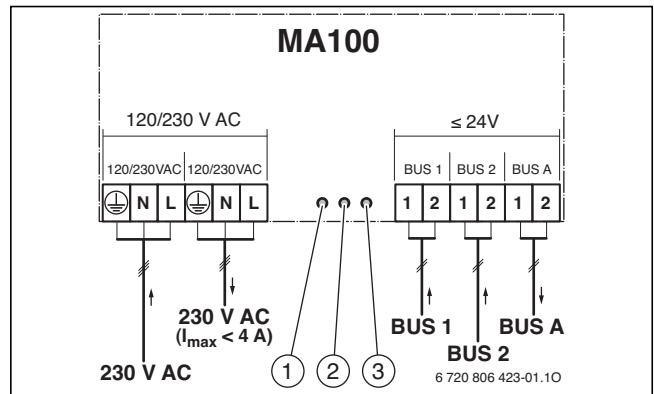 MA100
120/230 V AC
≤ 24V
120/230VAC 120/230VAC
BUS 1 BUS 2 BUS A
N L N L
1 2 1 2 1 2
230 V AC
(Imax < 4 A)
230 V AC
1 2 3
BUS 1
BUS 2
BUS A
6 720 806 423-01.1O